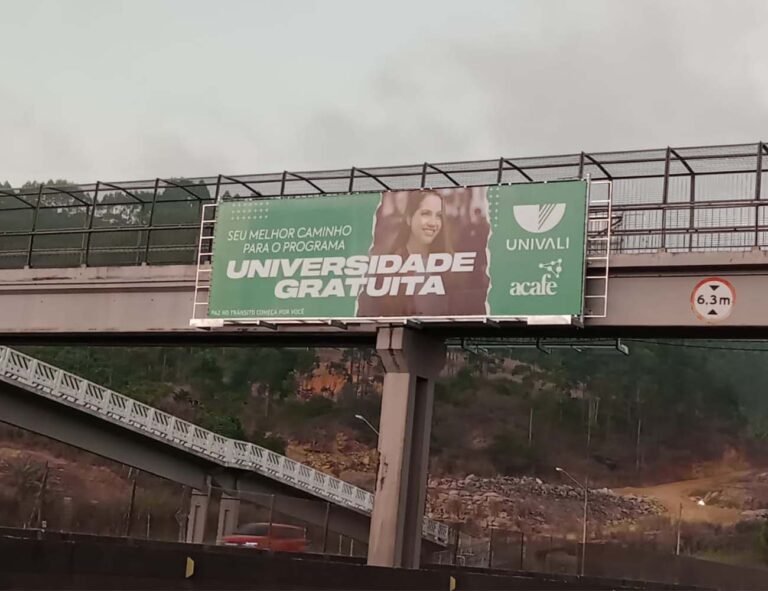 SEU MELHOR CAMINHO
PARA O PROGRAMA
UNIVERSIDADE
GRATUITA
PAZ NO TRÂNSITO COMEÇA POR VOCÊ
UNIVALI
acafe
6.3m